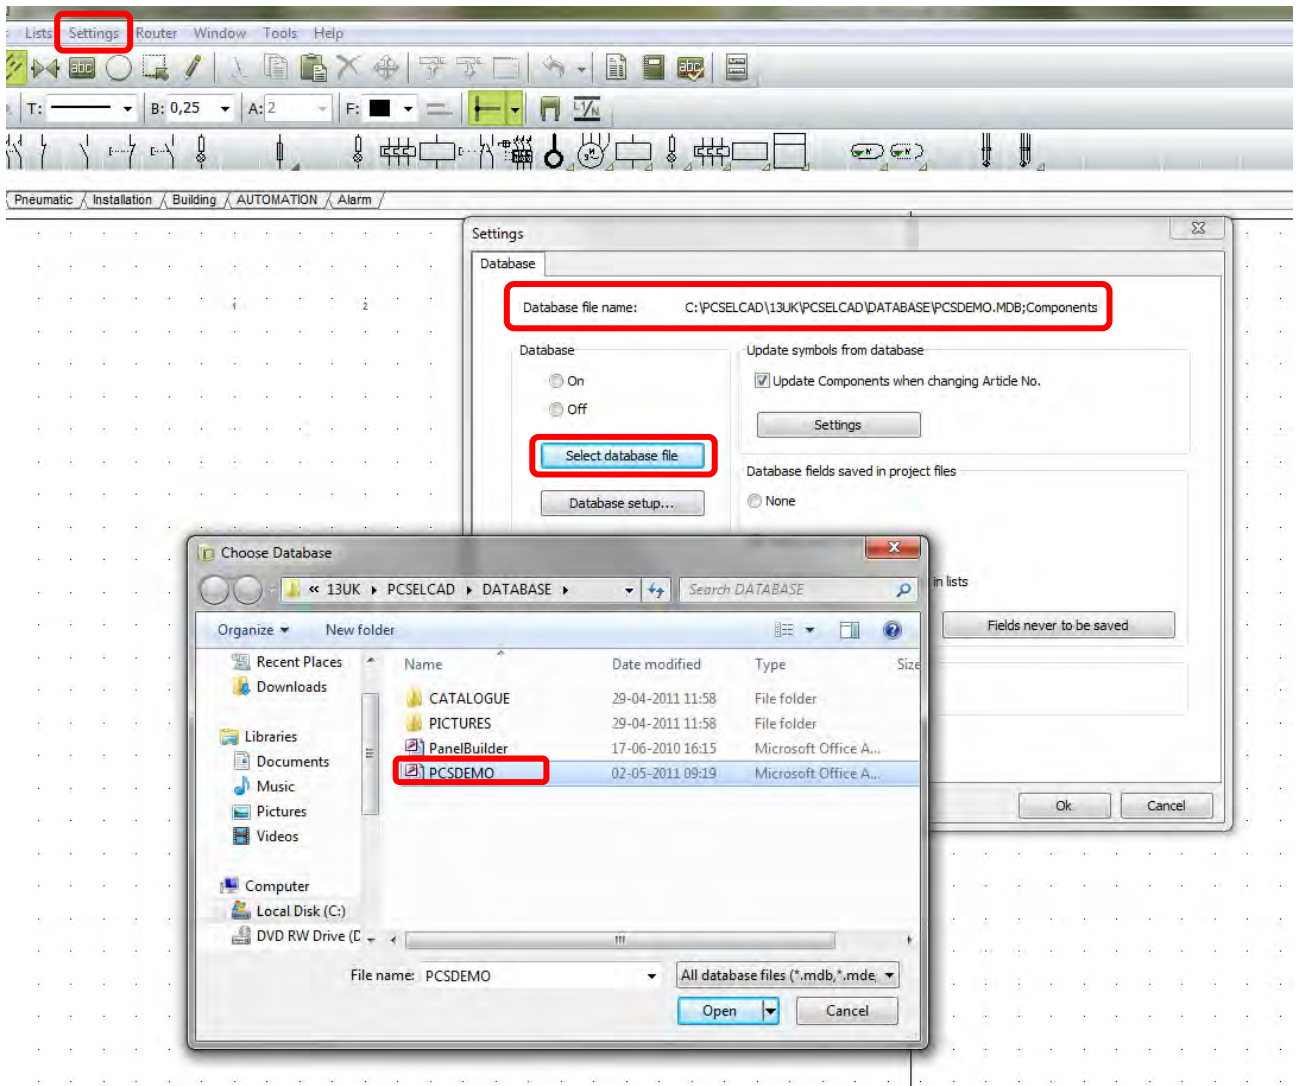 Lists Settings Router Window Tools Help
abc abc
T: B: 0,25 A: 2 F:
L1/N
M N N
Pneumatic Installation Building AUTOMATION Alarm
1 2
Settings
Database
Database file name: C:\PCSELCAD\13UK\PCSELCAD\DATABASE\PCSDEMO.MDB;Components
Database Update symbols from database
On Update Components when changing Article No.
Off
Settings
Select database file
Database fields saved in project files
Database setup... None
Choose Database
« 13UK ▸ PCSELCAD ▸ DATABASE ▸ Search DATABASE
in lists
Organize New folder Fields never to be saved
Recent Places Name Date modified Type Size
Downloads
CATALOGUE 29-04-2011 11:58 File folder
PICTURES 29-04-2011 11:58 File folder
Libraries
PanelBuilder 17-06-2010 16:15 Microsoft Office A...
Documents
PCSDEMO 02-05-2011 09:19 Microsoft Office A...
Music
Pictures
Videos
Ok Cancel
Computer
Local Disk (C:)
DVD RW Drive (D
File name: PCSDEMO All database files (*.mdb,*.mde,
Open Cancel